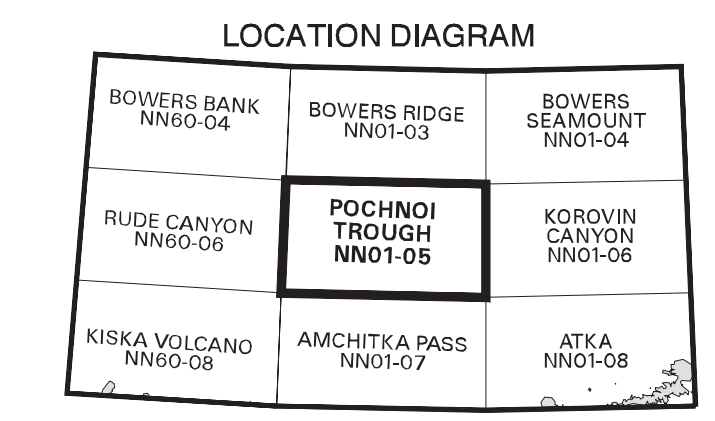 LOCATION DIAGRAM
BOWERS BANK
NN60-04
BOWERS RIDGE
NN01-03
BOWERS
SEAMOUNT
NN01-04
RUDE CANYON
NN60-06
POCHNOI
TROUGH
NN01-05
KOROVIN
CANYON
NN01-06
KISKA VOLCANO
NN60-08
AMCHITKA PASS
NN01-07
ATKA
NN01-08